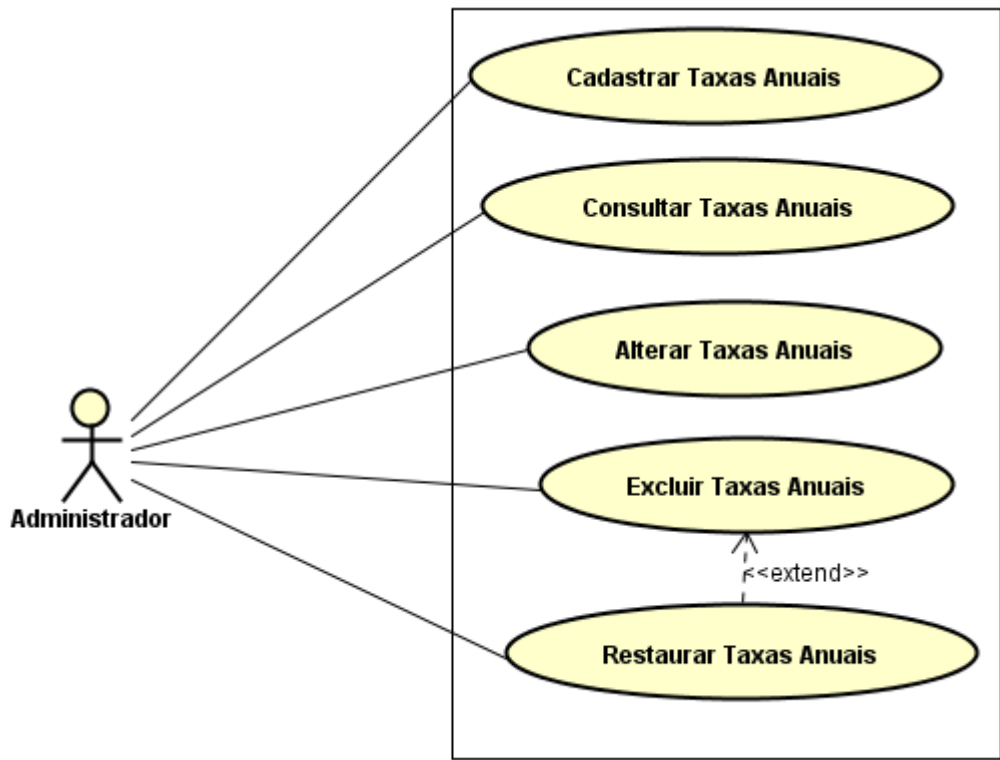 Cadastrar Taxas Anuais
Consultar Taxas Anuais
Alterar Taxas Anuais
Excluir Taxas Anuais
Administrador
<<extend>>
Restaurar Taxas Anuais